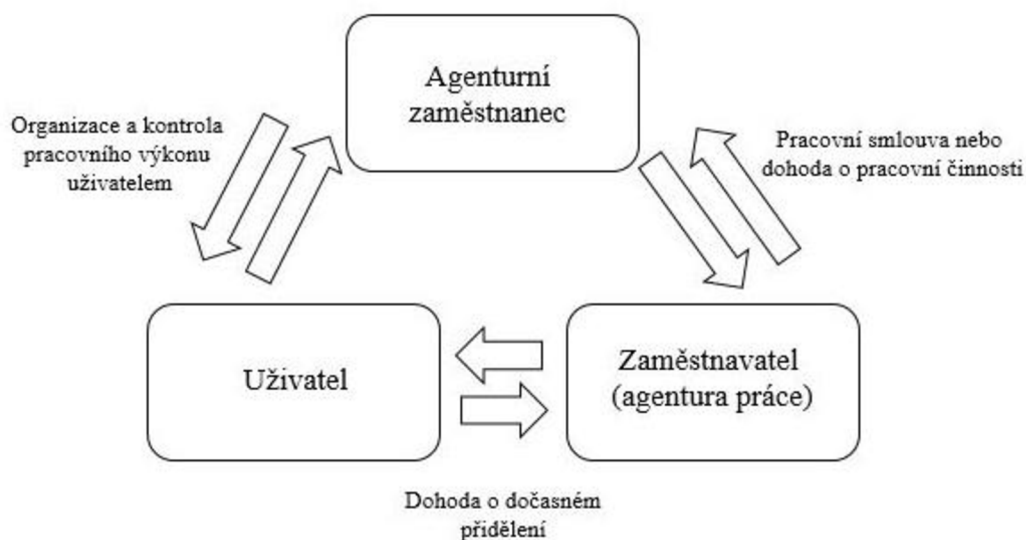 Agenturní
zaměstnanec
Organizace a kontrola
pracovního výkonu
uživatelem
Pracovní smlouva nebo
dohoda o pracovní činnosti
Uživatel
Zaměstnavatel
(agentura práce)
Dohoda o dočasném
přidělení